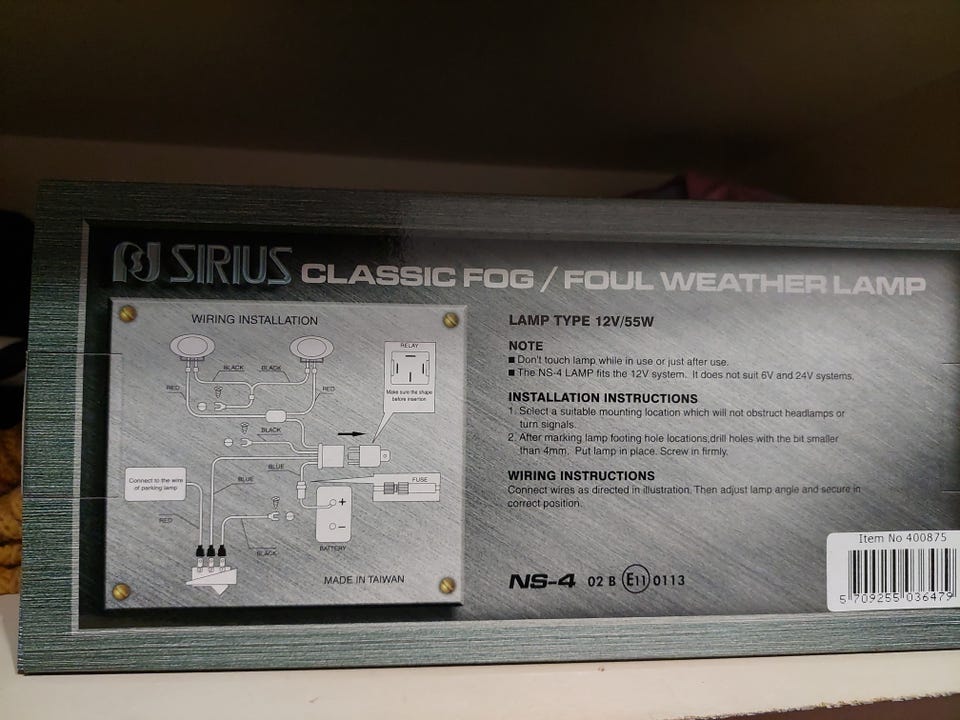 SIRIUS CLASSIC FOG / FOUL WEATHER LAMP
WIRING INSTALLATION
BLACK
BLACK
RED
RED
RELAY
Make sure the shape
before insertion
BLACK
BLUE
BLUE
FUSE
Connect to the wire
of parking lamp
RED
BLACK
+
−
BATTERY
MADE IN TAIWAN
LAMP TYPE 12V/55W
NOTE
■ Don't touch lamp while in use or just after use.
■ The NS-4 LAMP fits the 12V system. It does not suit 6V and 24V systems.
INSTALLATION INSTRUCTIONS
1. Select a suitable mounting location which will not obstruct headlamps or
turn signals.
2. After marking lamp footing hole locations,drill holes with the bit smaller
than 4mm. Put lamp in place. Screw in firmly.
WIRING INSTRUCTIONS
Connect wires as directed in illustration. Then adjust lamp angle and secure in
correct position.
NS-4 02 B E11 0113
Item No 400875
5 709255 036479